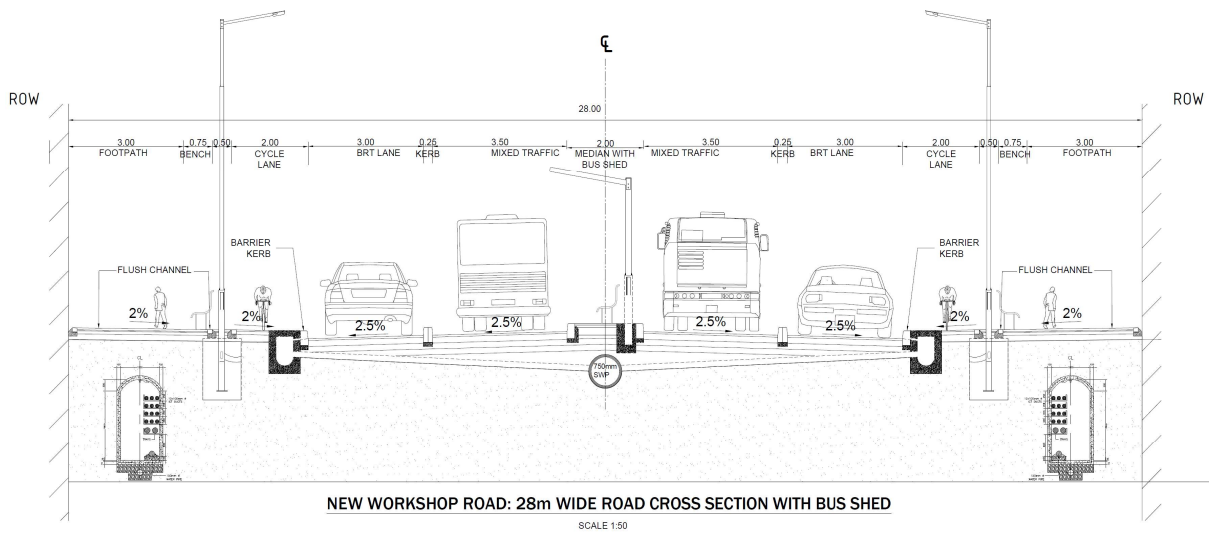 ℄
ROW
ROW
28.00
3.00 0.75 0.50 2.00 3.00 0.25 3.50 2.00 3.50 0.25 3.00 2.00 0.50 0.75 3.00
FOOTPATH BENCH CYCLE LANE BRT LANE KERB MIXED TRAFFIC MEDIAN WITH BUS SHED MIXED TRAFFIC KERB BRT LANE CYCLE LANE BENCH FOOTPATH
BARRIER
KERB
BARRIER
KERB
FLUSH CHANNEL
FLUSH CHANNEL
2% 2% 2.5% 2.5% 2.5% 2.5% 2% 2%
750mm
SWP
CL
CL
NEW WORKSHOP ROAD: 28m WIDE ROAD CROSS SECTION WITH BUS SHED
SCALE 1:50